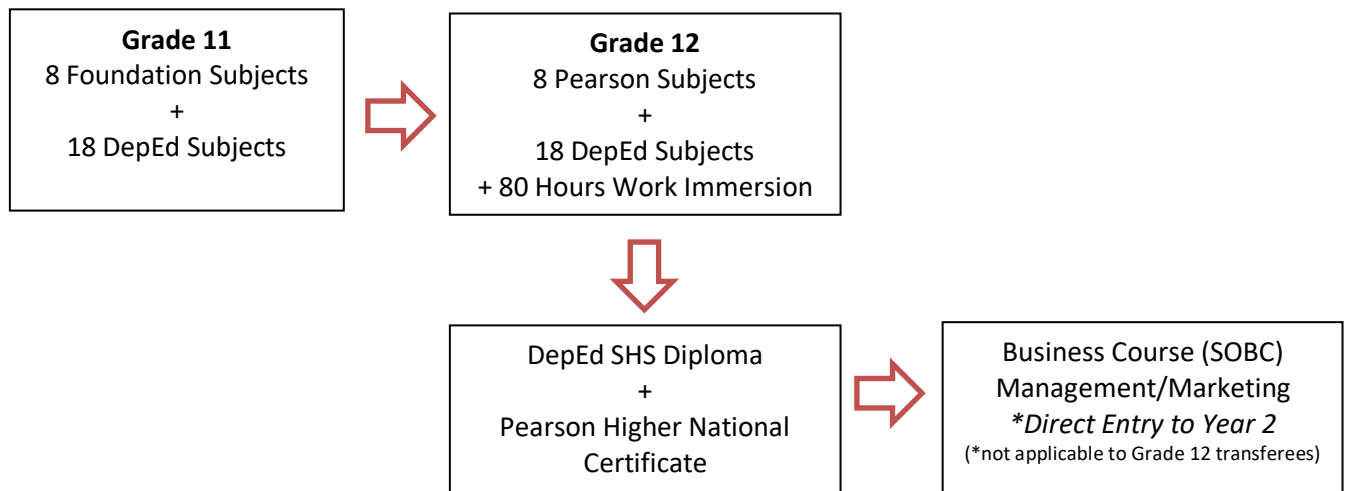 Grade 11
8 Foundation Subjects
+
18 DepEd Subjects
Grade 12
8 Pearson Subjects
+
18 DepEd Subjects
+ 80 Hours Work Immersion
DepEd SHS Diploma
+
Pearson Higher National
Certificate
Business Course (SOBC)
Management/Marketing
*Direct Entry to Year 2
(*not applicable to Grade 12 transferees)